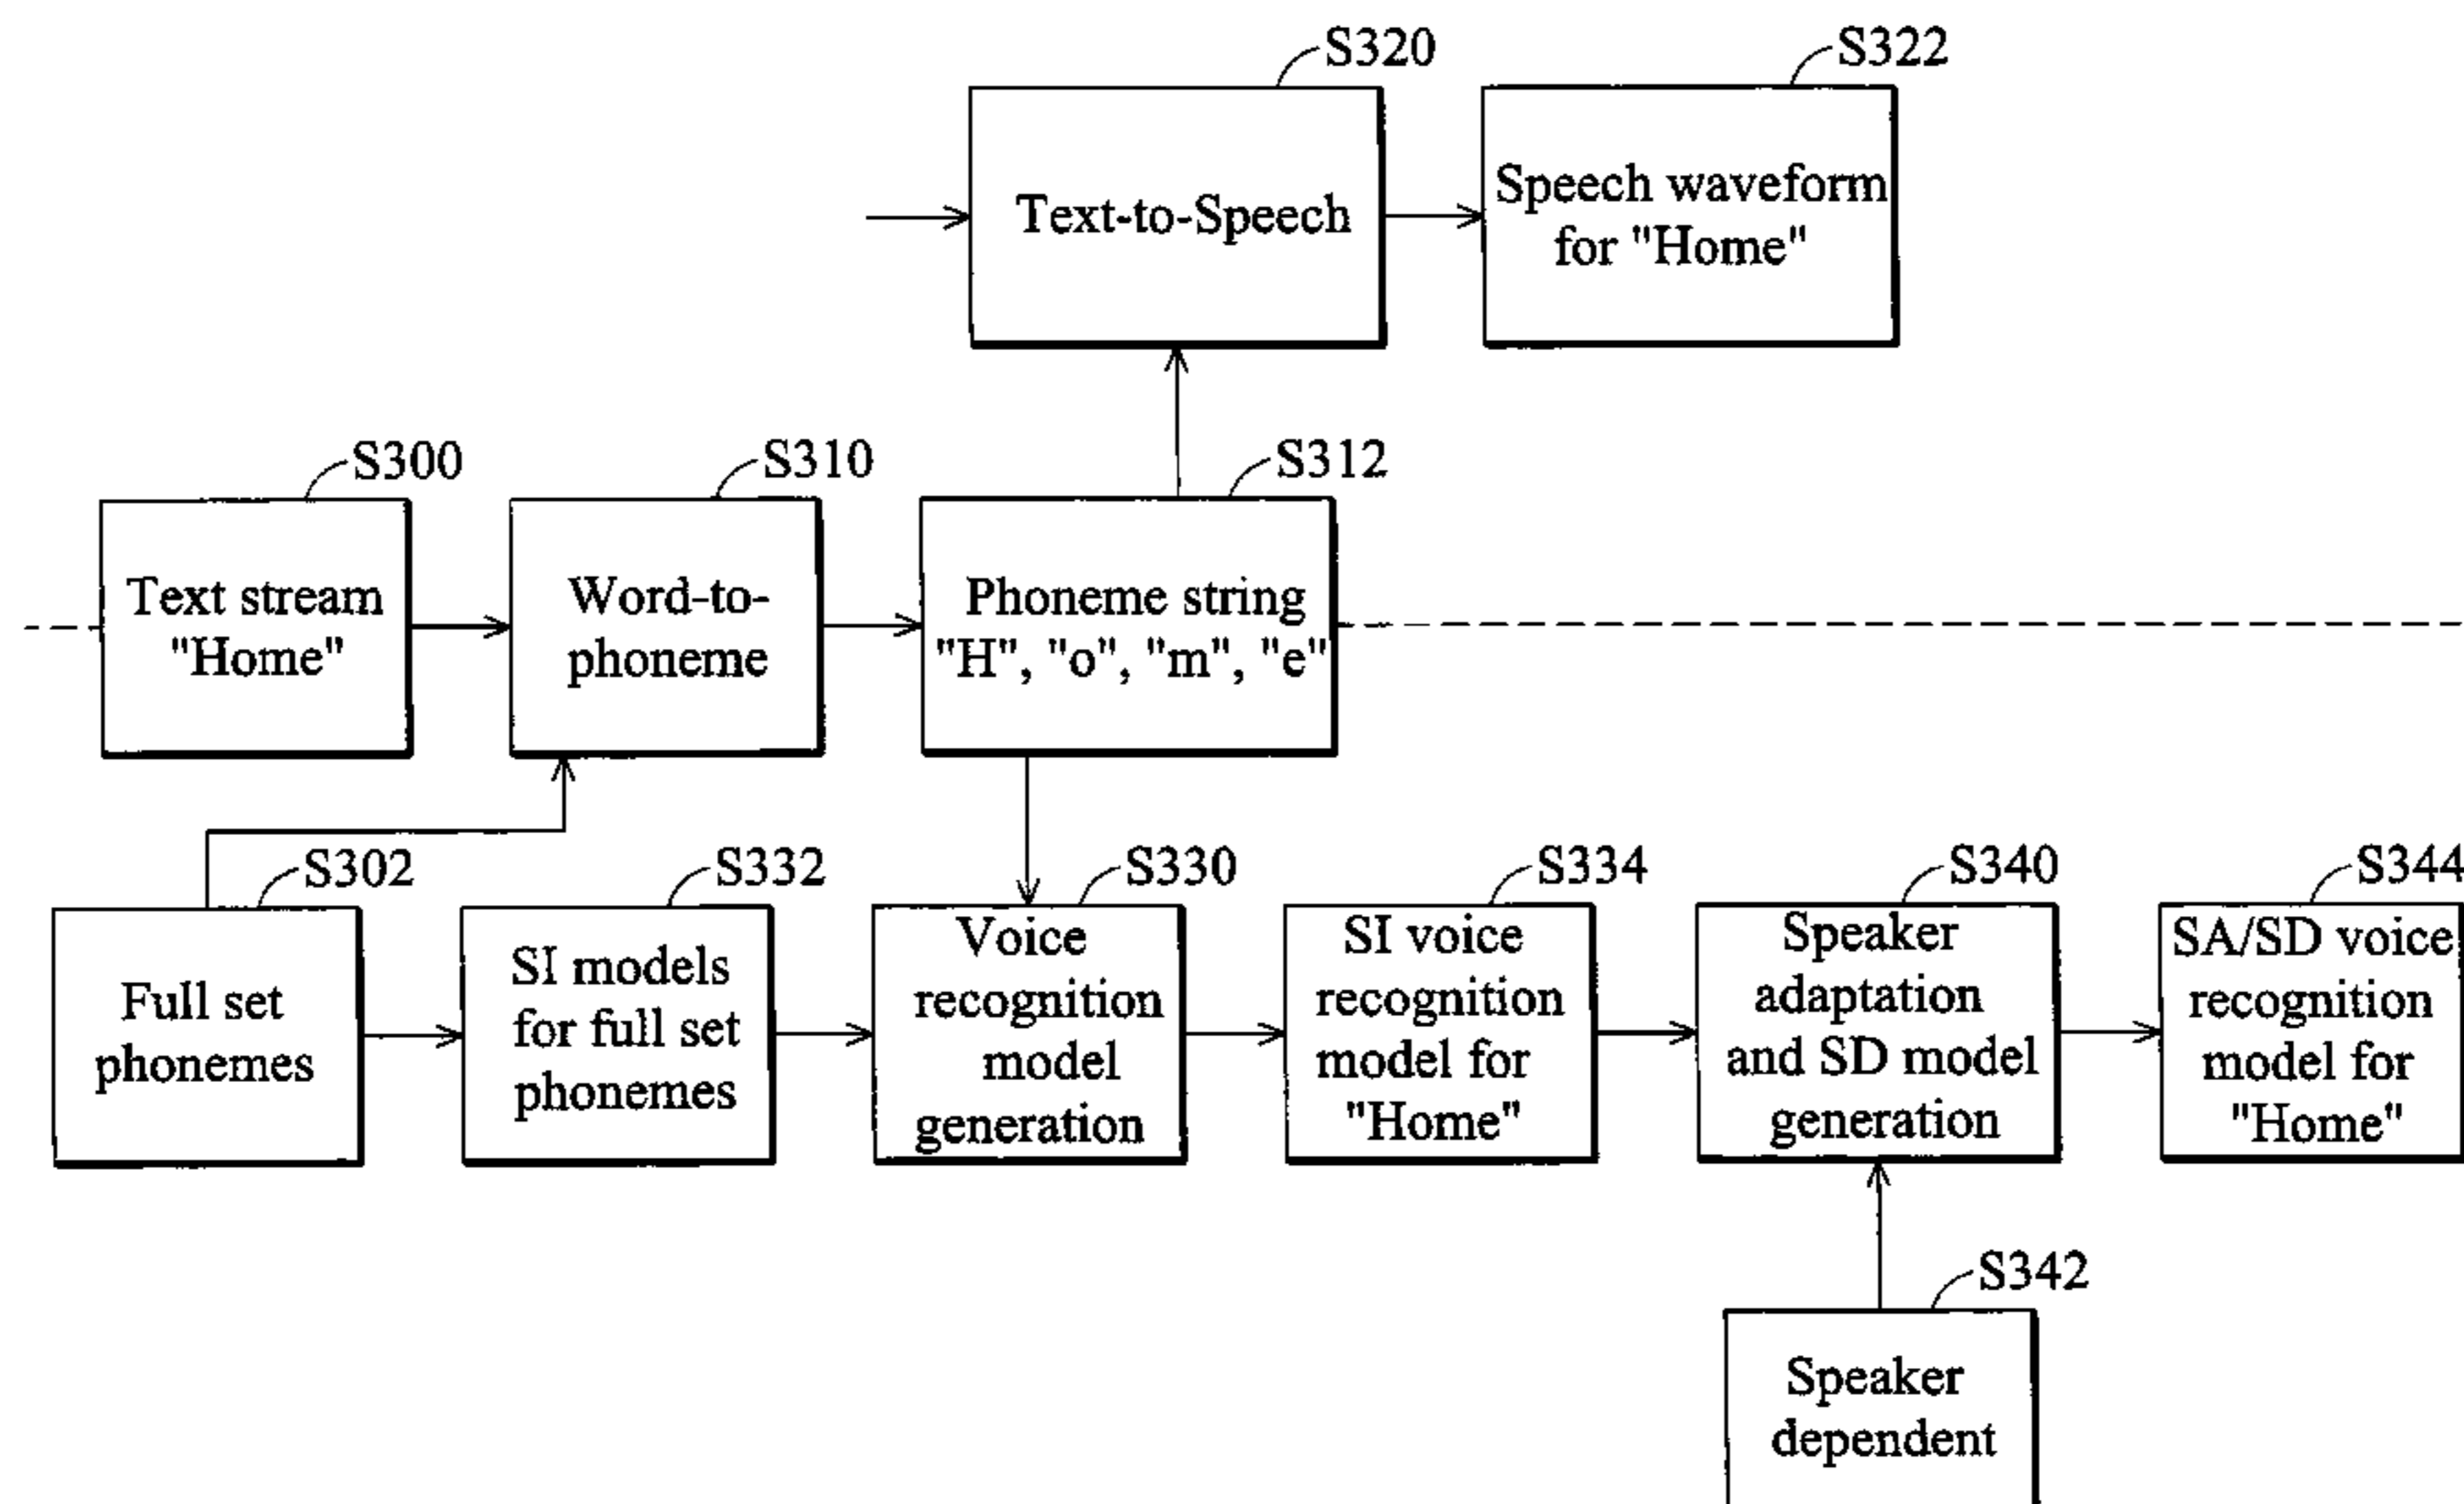 S320
S322
Text-to-Speech
Speech waveform
for "Home"
S300
S310
S312
Text stream
"Home"
Word-to-
phoneme
Phoneme string
"H", "o", "m", "e"
S302
S332
S330
S334
S340
S344
Full set
phonemes
SI models
for full set
phonemes
Voice
recognition
model
generation
SI voice
recognition
model for
"Home"
Speaker
adaptation
and SD model
generation
SA/SD voice
recognition
model for
"Home"
S342
Speaker
dependent